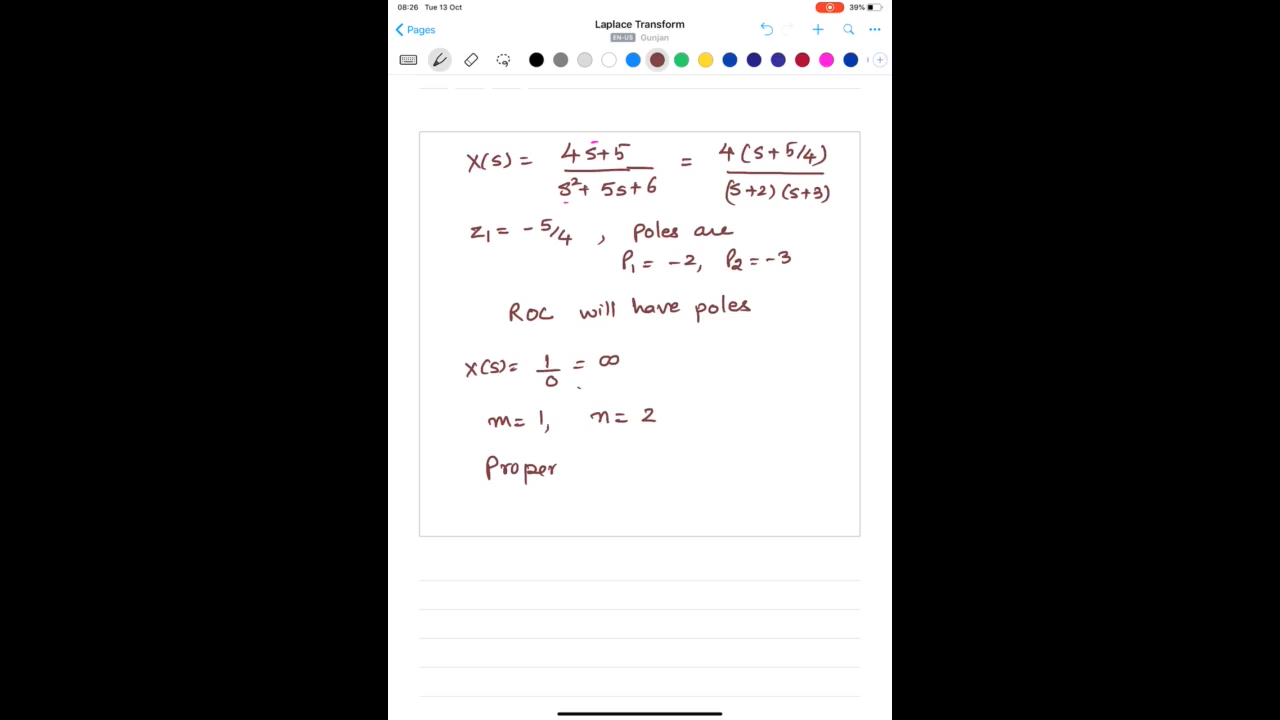 08:26 Tue 13 Oct
39%
Pages
Laplace Transform
EN-US Gunjan
X(s) = 4s+5 / s²+ 5s+6 = 4(s+5/4) / (s+2)(s+3)
z₁ = -5/4 , Poles are
P₁ = -2, P₂ = -3
ROC will have poles
X(s) = 1/0 = ∞
m = 1, n = 2
Proper